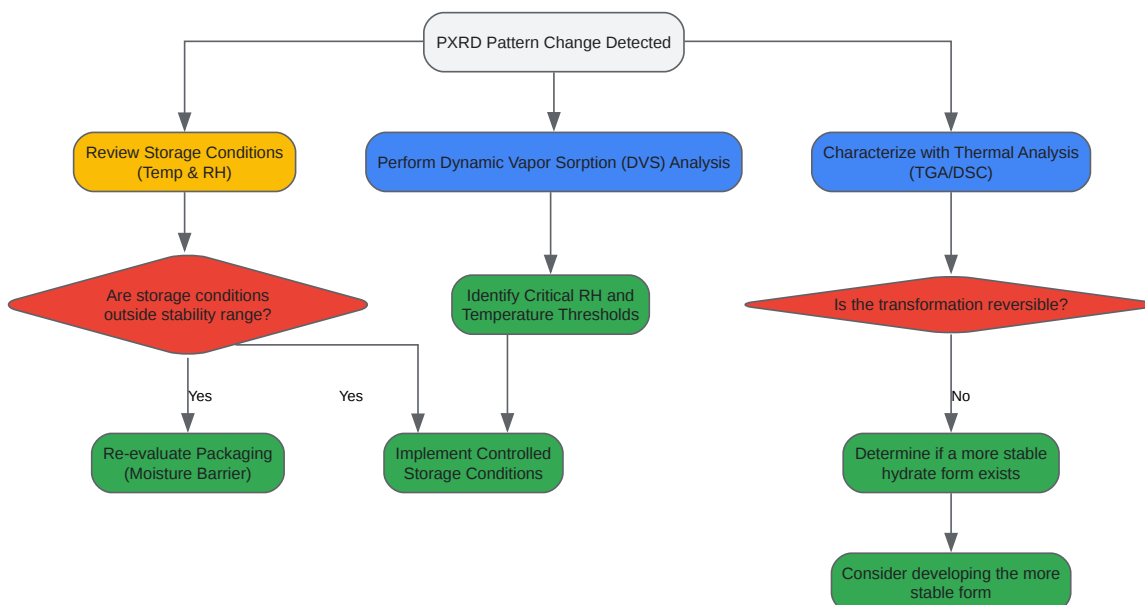 PXRD Pattern Change Detected
Review Storage Conditions
(Temp & RH)
Perform Dynamic Vapor Sorption (DVS) Analysis
Characterize with Thermal Analysis
(TGA/DSC)
Are storage conditions
outside stability range?
Identify Critical RH and
Temperature Thresholds
Is the transformation reversible?
Yes
Yes
No
Re-evaluate Packaging
(Moisture Barrier)
Implement Controlled
Storage Conditions
Determine if a more stable
hydrate form exists
Consider developing the more
stable form